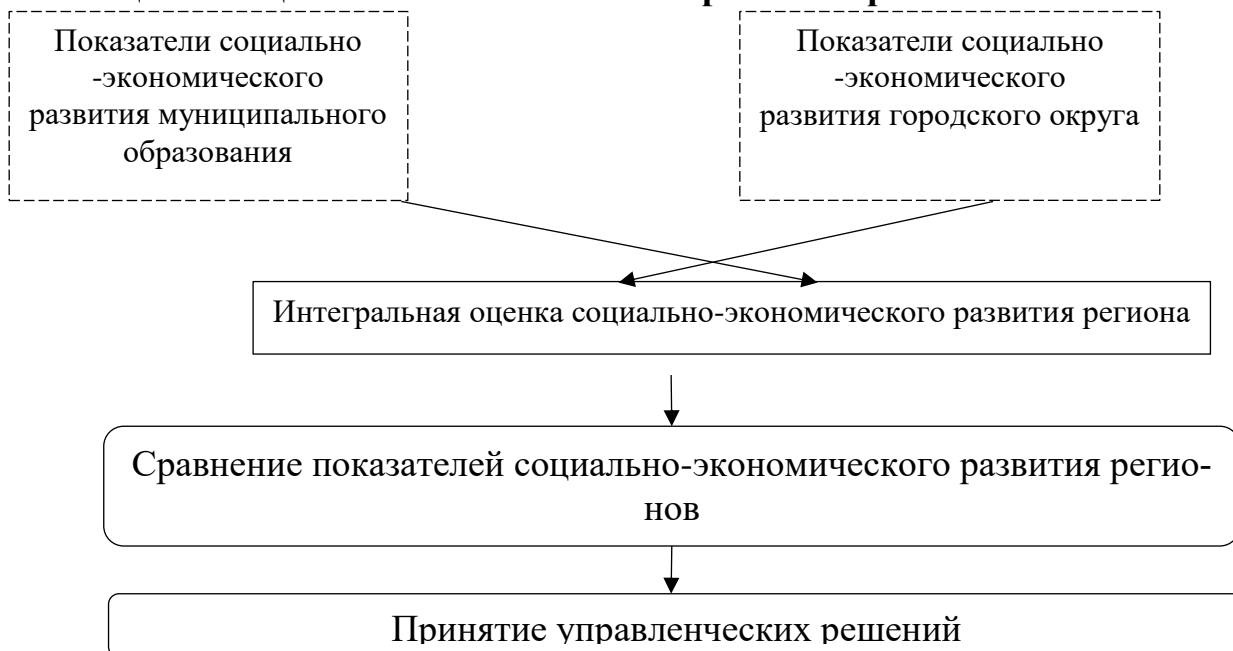 Показатели социально
-экономического
развития муниципального
образования
Показатели социально
-экономического
развития городского округа
Интегральная оценка социально-экономического развития региона
Сравнение показателей социально-экономического развития регио-
нов
Принятие управленческих решений